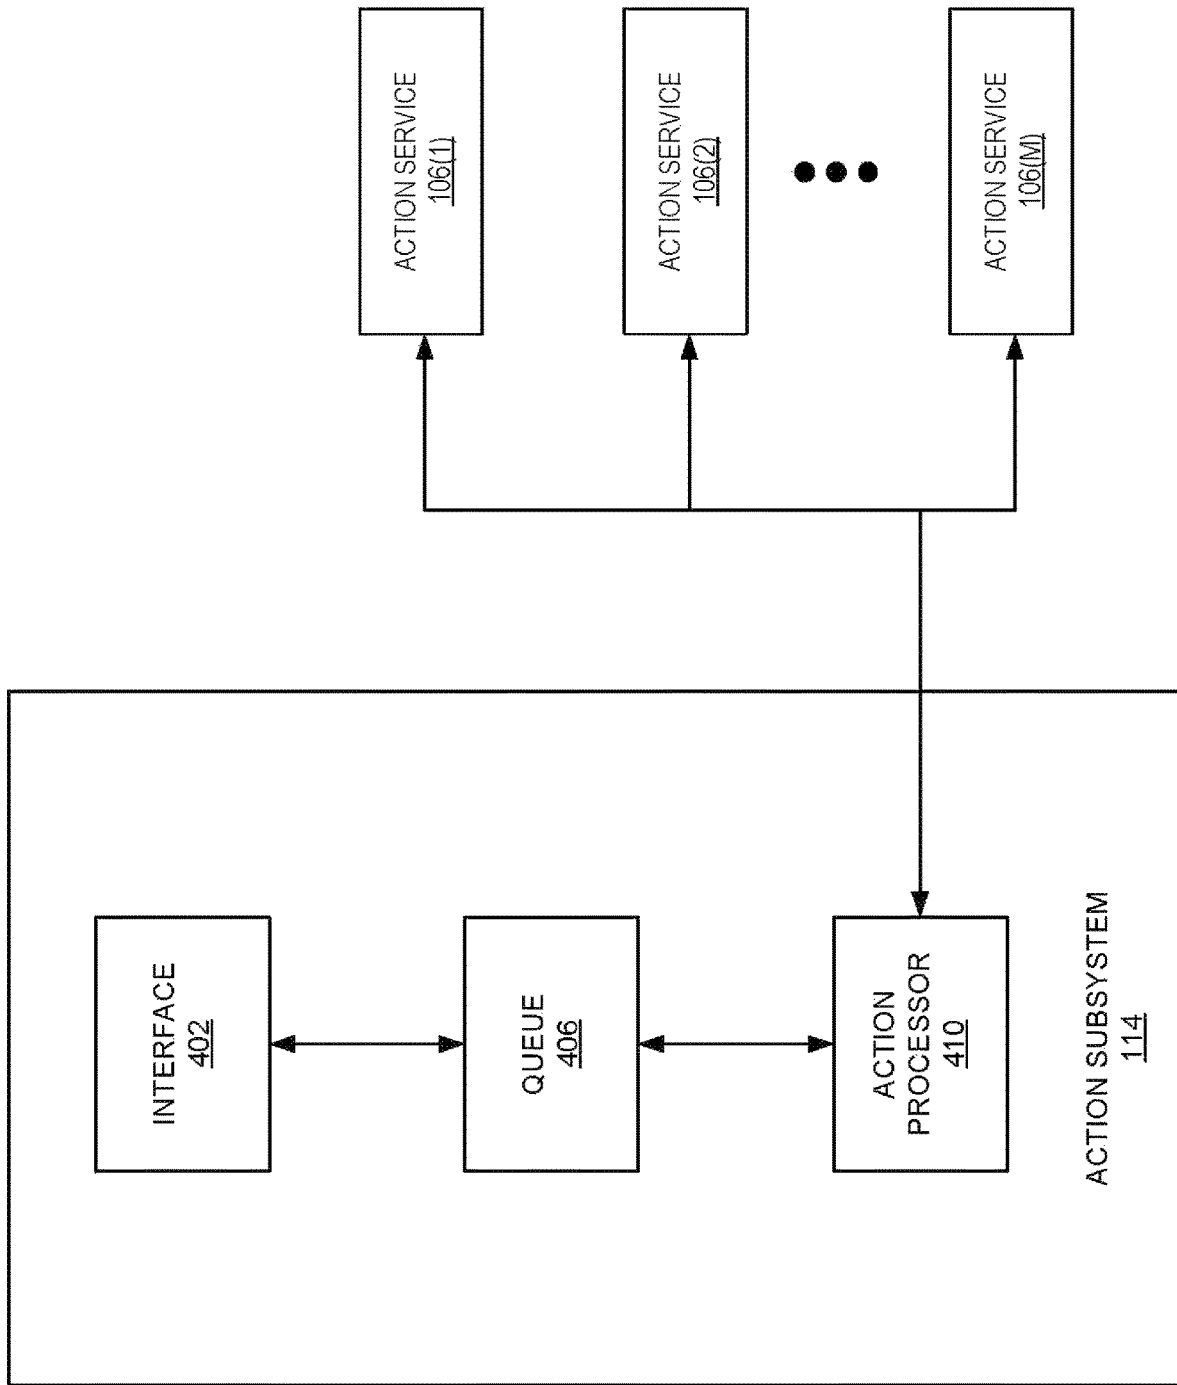 ACTION SERVICE
106(1)
ACTION SERVICE
106(2)
ACTION SERVICE
106(M)
INTERFACE
402
QUEUE
406
ACTION
PROCESSOR
410
ACTION SUBSYSTEM
114